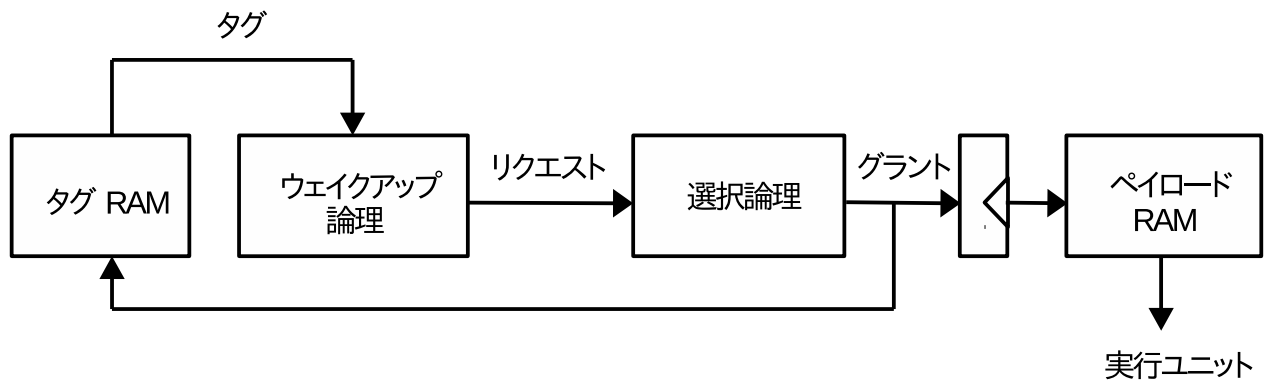 タグ
タグ RAM
ウェイクアップ
論理
リクエスト
選択論理
グラント
ペイロード
RAM
実行ユニット